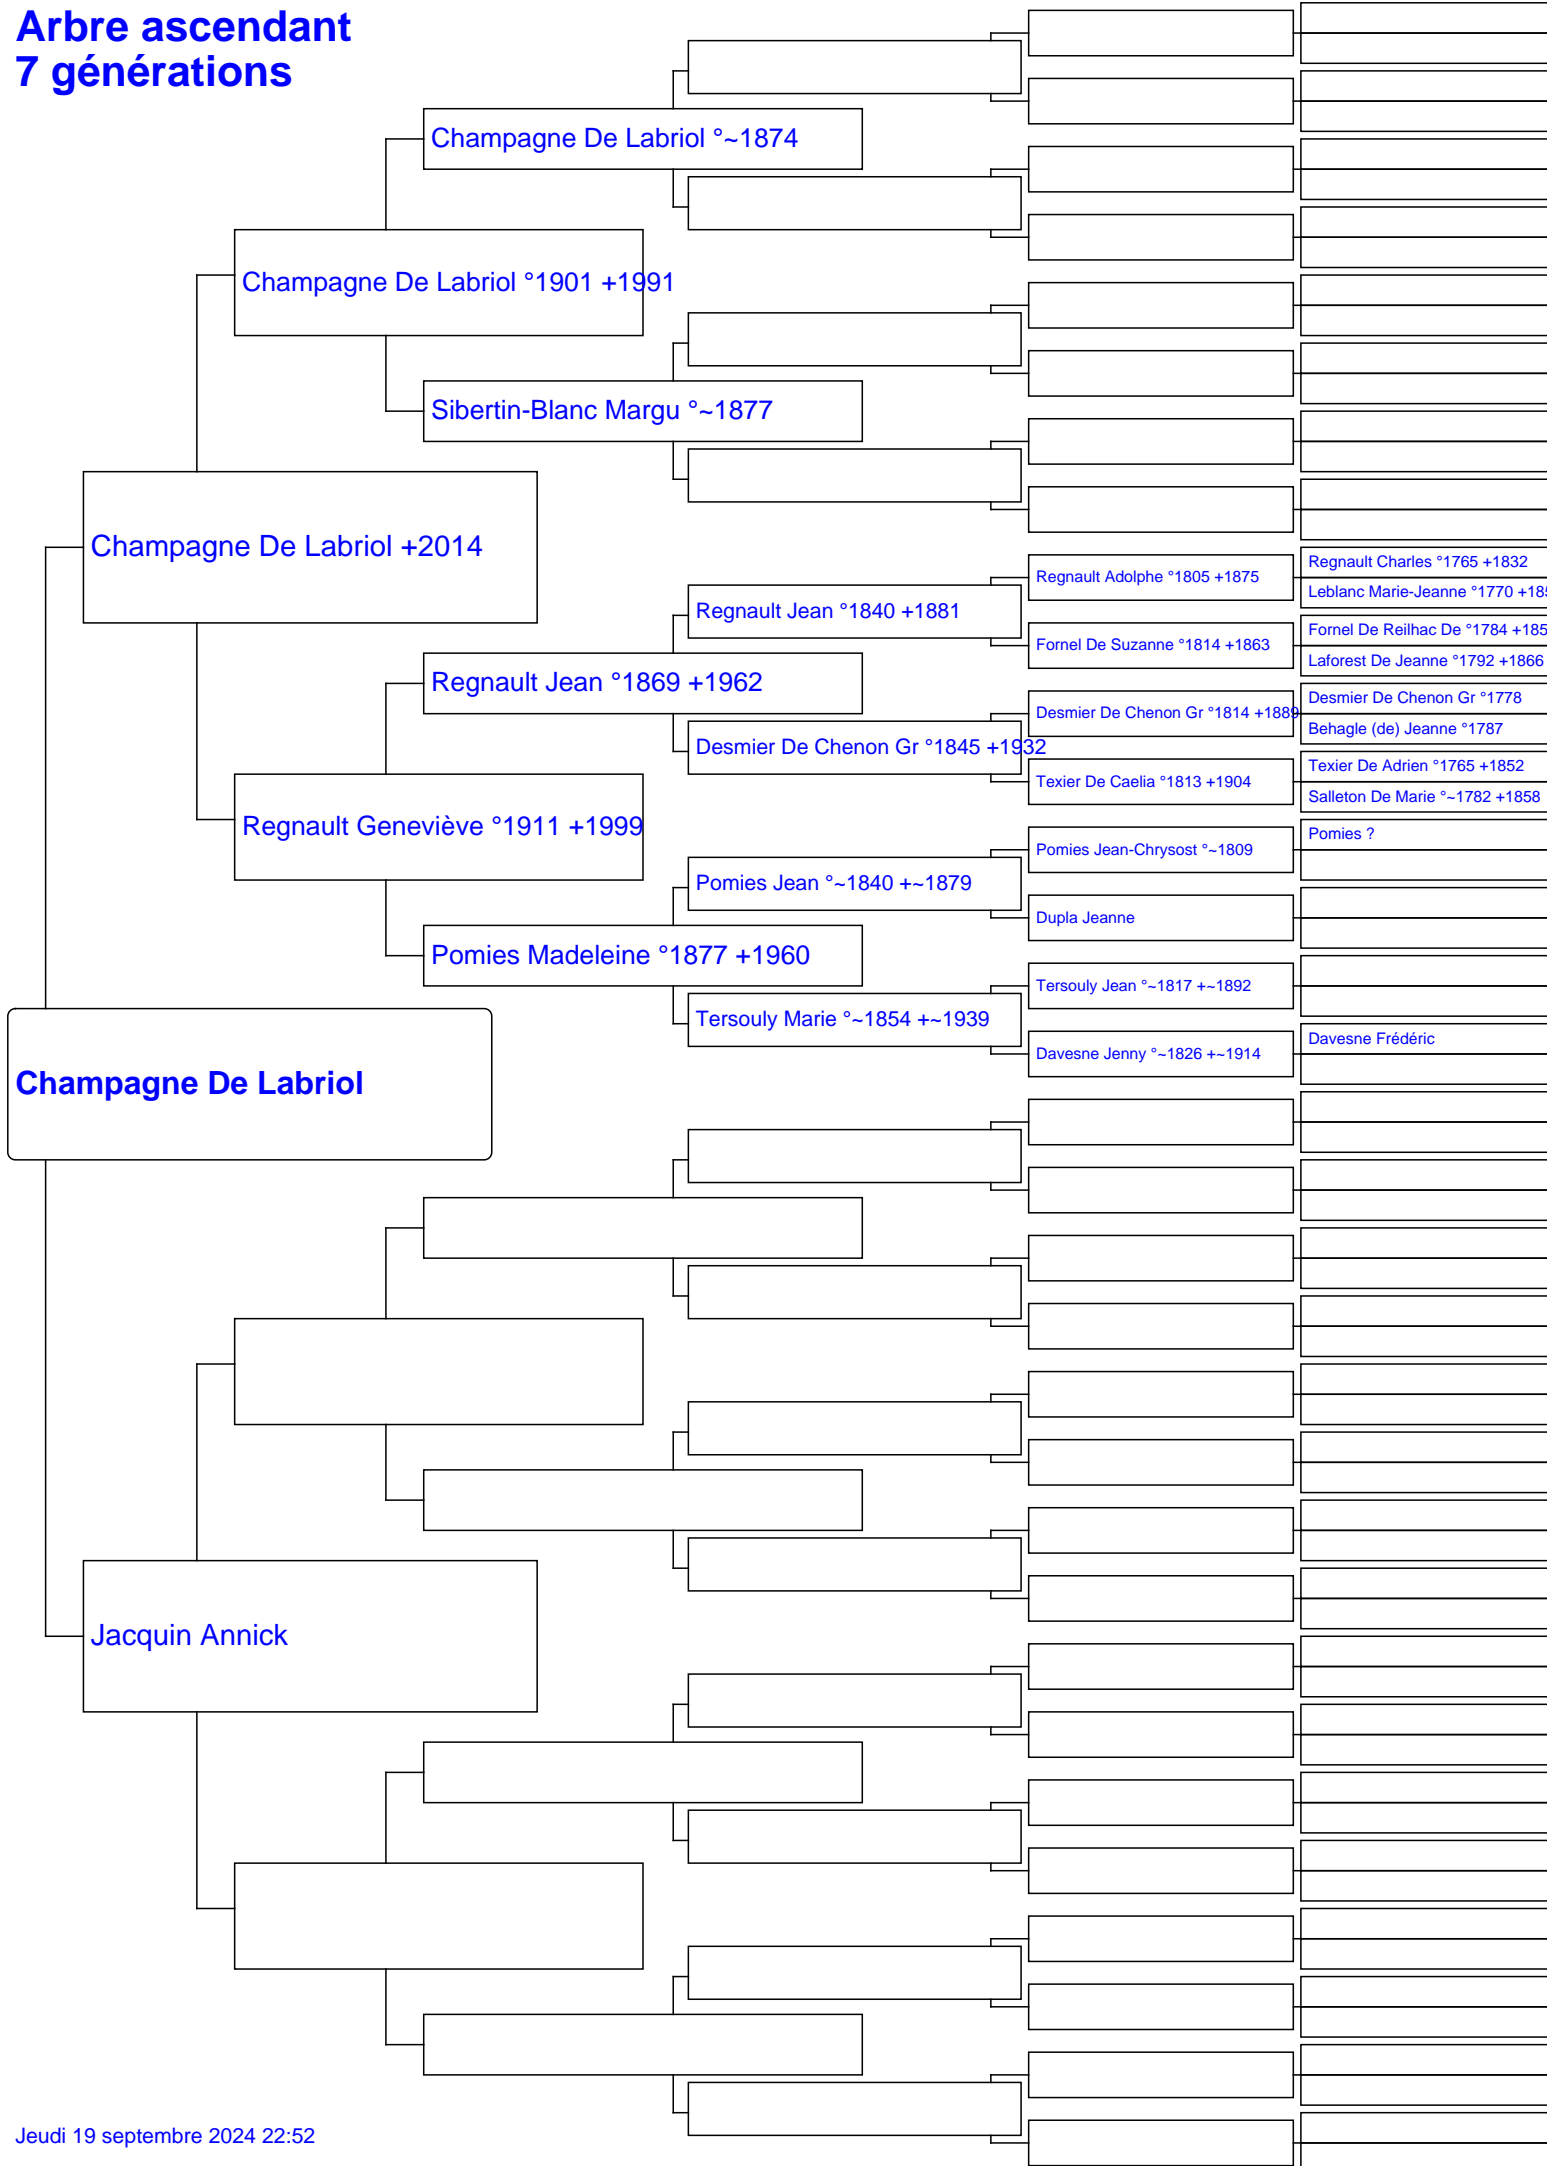 Arbre ascendant
7 générations
Champagne De Labriol °~1874
Champagne De Labriol °1901 +1991
Sibertin-Blanc Margu °~1877
Champagne De Labriol +2014
Regnault Adolphe °1805 +1875
Regnault Charles °1765 +1832
Leblanc Marie-Jeanne °1770 +185
Regnault Jean °1840 +1881
Fornel De Suzanne °1814 +1863
Fornel De Reilhac De °1784 +185
Laforest De Jeanne °1792 +1866
Regnault Jean °1869 +1962
Desmier De Chenon Gr °1814 +1889
Desmier De Chenon Gr °1778
Behagle (de) Jeanne °1787
Desmier De Chenon Gr °1845 +1932
Texier De Caelia °1813 +1904
Texier De Adrien °1765 +1852
Salleton De Marie °~1782 +1858
Regnault Geneviève °1911 +1999
Pomies Jean-Chrysost °~1809
Pomies ?
Pomies Jean °~1840 +~1879
Dupla Jeanne
Pomies Madeleine °1877 +1960
Tersouly Jean °~1817 +~1892
Tersouly Marie °~1854 +~1939
Davesne Jenny °~1826 +~1914
Davesne Frédéric
Champagne De Labriol
Jacquin Annick
Jeudi 19 septembre 2024 22:52